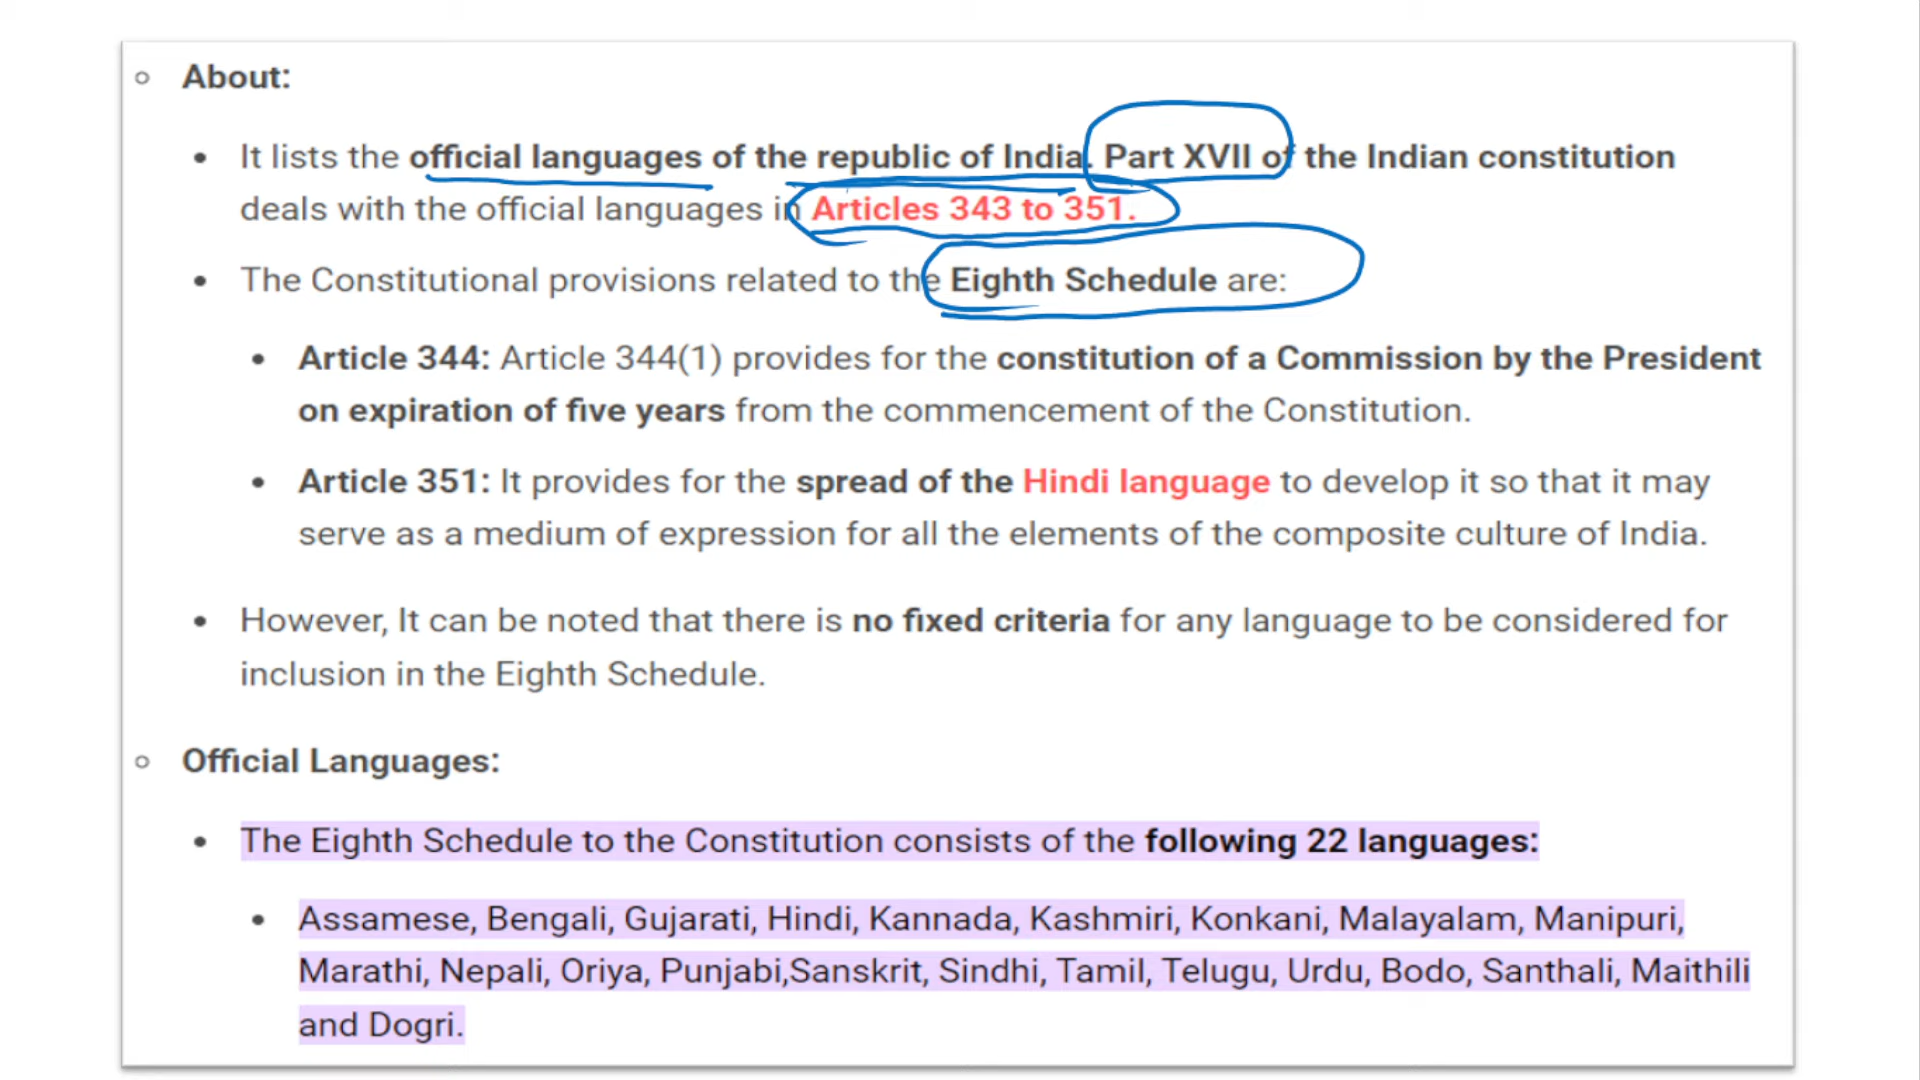 About:
It lists the official languages of the republic of India. Part XVII of the Indian constitution
deals with the official languages in Articles 343 to 351.
The Constitutional provisions related to the Eighth Schedule are:
Article 344: Article 344(1) provides for the constitution of a Commission by the President
on expiration of five years from the commencement of the Constitution.
Article 351: It provides for the spread of the Hindi language to develop it so that it may
serve as a medium of expression for all the elements of the composite culture of India.
However, It can be noted that there is no fixed criteria for any language to be considered for
inclusion in the Eighth Schedule.
Official Languages:
The Eighth Schedule to the Constitution consists of the following 22 languages:
Assamese, Bengali, Gujarati, Hindi, Kannada, Kashmiri, Konkani, Malayalam, Manipuri,
Marathi, Nepali, Oriya, Punjabi,Sanskrit, Sindhi, Tamil, Telugu, Urdu, Bodo, Santhali, Maithili
and Dogri.